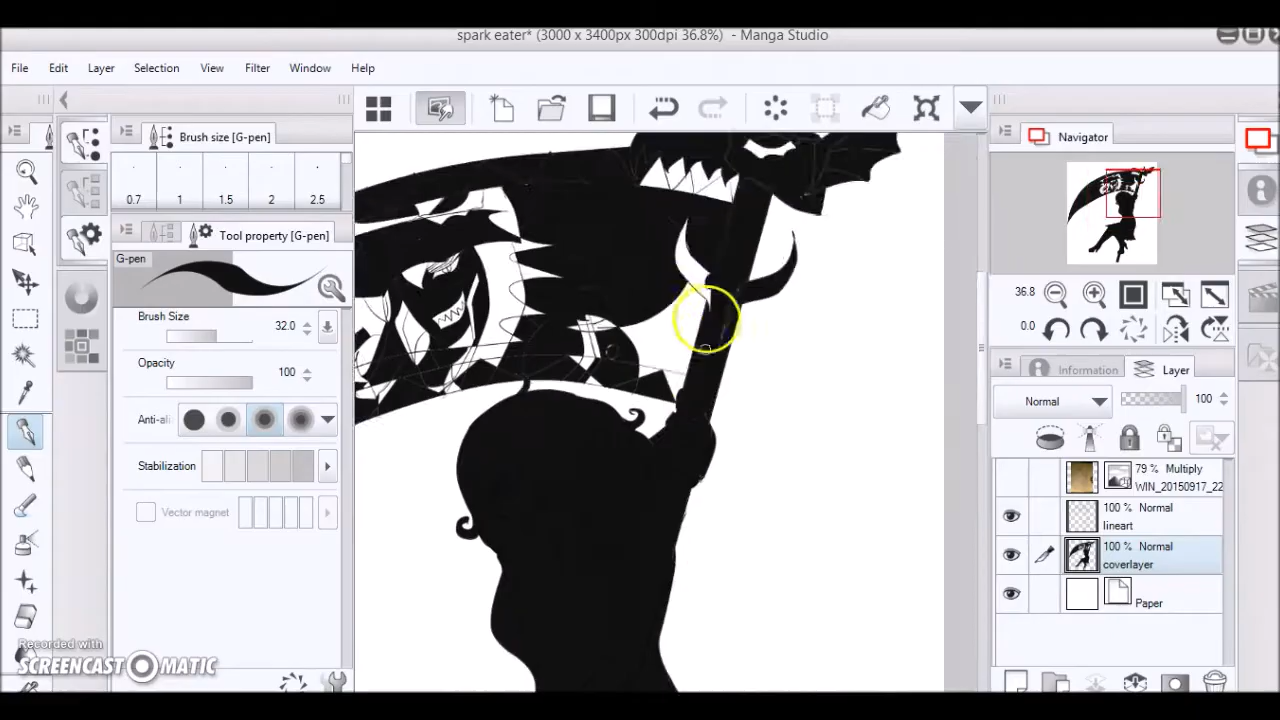 spark eater* (3000 x 3400px 300dpi 36.8%) - Manga Studio
File Edit Layer Selection View Filter Window Help
Brush size [G-pen]
0.7 1 1.5 2 2.5
Tool property [G-pen]
G-pen
Brush Size 32.0
Opacity 100
Anti-ali
Stabilization
Vector magnet
Navigator
36.8
0.0
Information Layer
Normal 100
79 % Multiply
WIN_20150917_22
100 % Normal
lineart
100 % Normal
coverlayer
Paper
Recorded with
SCREENCAST MATIC